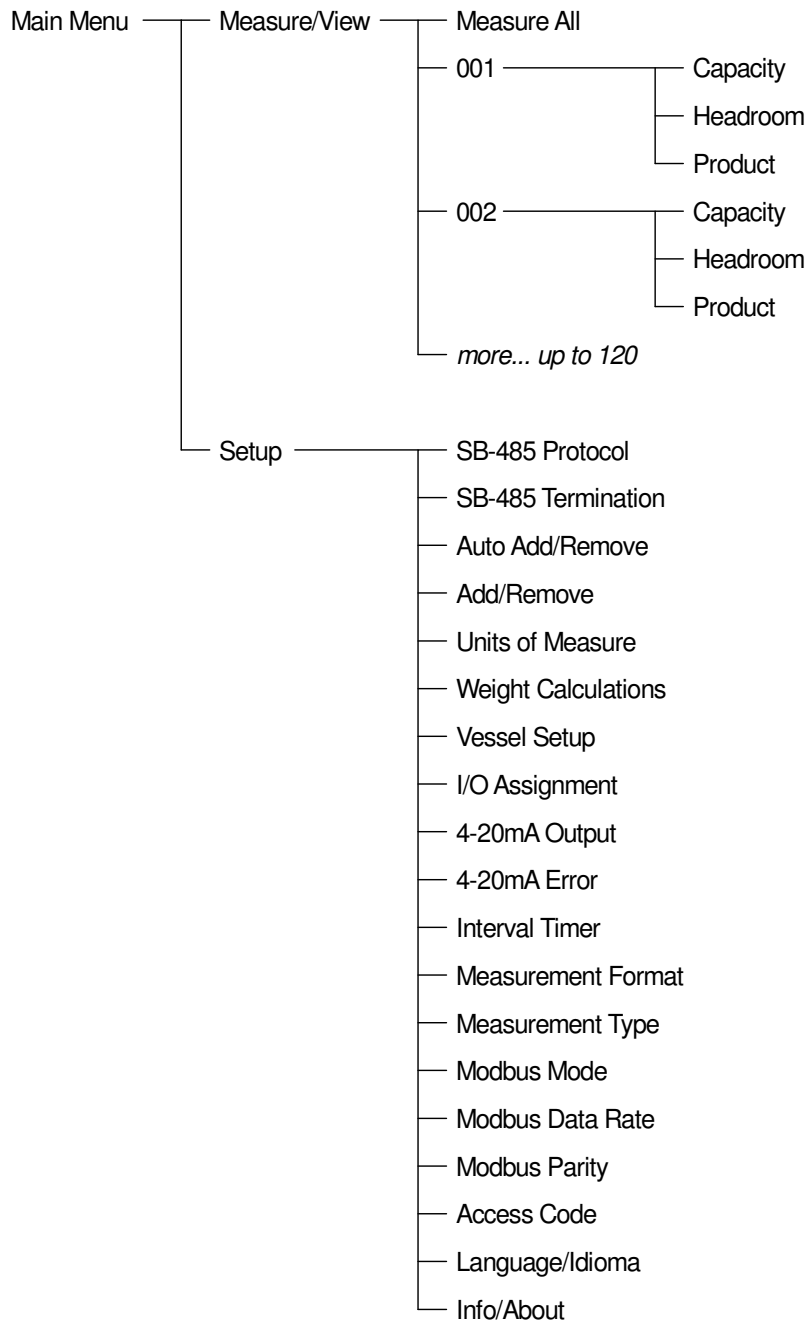 Main Menu Measure/View Measure All
001 Capacity
Headroom
Product
002 Capacity
Headroom
Product
more... up to 120
Setup SB-485 Protocol
SB-485 Termination
Auto Add/Remove
Add/Remove
Units of Measure
Weight Calculations
Vessel Setup
I/O Assignment
4-20mA Output
4-20mA Error
Interval Timer
Measurement Format
Measurement Type
Modbus Mode
Modbus Data Rate
Modbus Parity
Access Code
Language/Idioma
Info/About